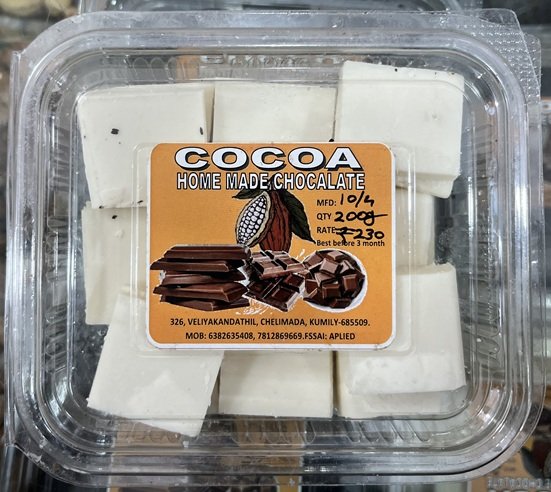 COCOA
HOME MADE CHOCALATE
MFD: 10/4
QTY 200g
RATE ₹230
Best before 3 month
326, VELIYAKANDATHIL, CHELIMADA, KUMILY-685509.
MOB: 6382635408, 7812869669.FSSAI: APLIED